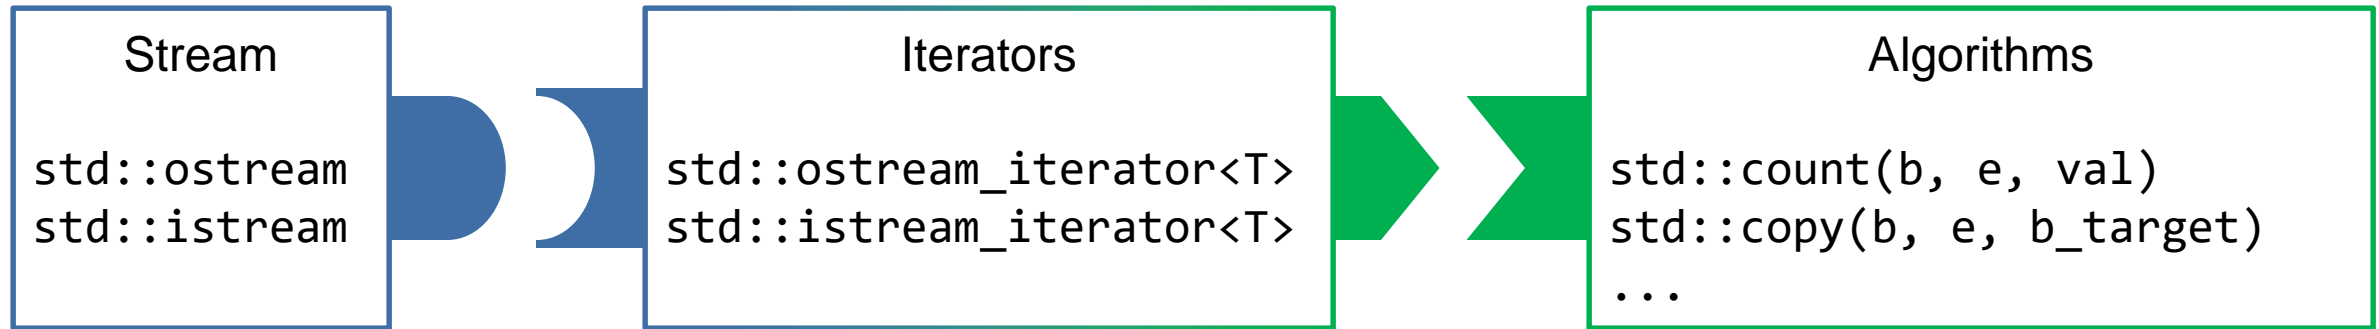 Stream
std::ostream
std::istream
Iterators
std::ostream_iterator<T>
std::istream_iterator<T>
Algorithms
std::count(b, e, val)
std::copy(b, e, b_target)
...